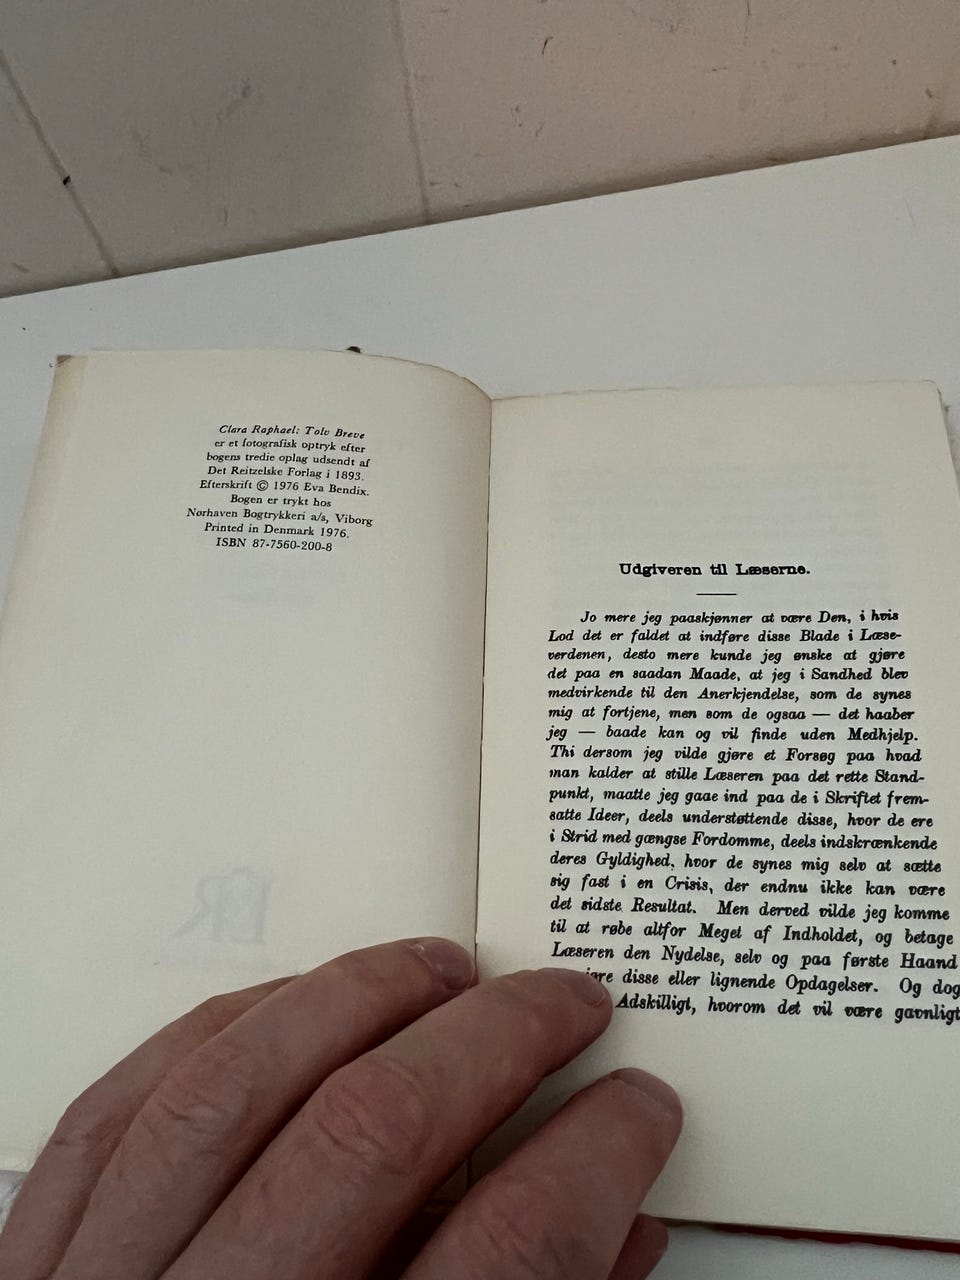 Clara Raphael: Tolv Breve
er et fotografisk optryk efter
bogens tredie oplag udsendt af
Det Reitzelske Forlag i 1893.
Efterskrift © 1976 Eva Bendix.
Bogen er trykt hos
Nørhaven Bogtrykkeri a/s, Viborg
Printed in Denmark 1976.
ISBN 87-7560-200-8
Udgiveren til Læserne.
Jo mere jeg paaskjønner at være Den, i hvis
Lod det er faldet at indføre disse Blade i Læse-
verdenen, desto mere kunde jeg ønske at gjøre
det paa en saadan Maade, at jeg i Sandhed blev
medvirkende til den Anerkjendelse, som de synes
mig at fortjene, men som de ogsaa — det haaber
jeg — baade kan og vil finde uden Medhjelp.
Thi dersom jeg vilde gjøre et Forsøg paa hvad
man kalder at stille Læseren paa det rette Stand-
punkt, maatte jeg gaae ind paa de i Skriftet frem-
satte Ideer, deels understøttende disse, hvor de ere
i Strid med gængse Fordomme, deels indskrænkende
deres Gyldighed, hvor de synes mig selv at sætte
sig fast i en Crisis, der endnu ikke kan være
det sidste Resultat. Men derved vilde jeg komme
til at røbe altfor Meget af Indholdet, og betage
Læseren den Nydelse, selv og paa første Haand
disse eller lignende Opdagelser. Og dog
Adskilligt, hvorom det vil være gavnligt